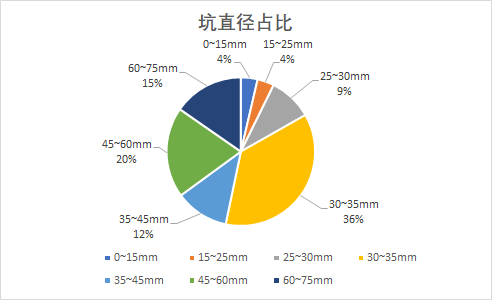 坑直径占比
0~15mm
4%
15~25mm
4%
25~30mm
9%
30~35mm
36%
35~45mm
12%
45~60mm
20%
60~75mm
15%
0~15mm 15~25mm 25~30mm 30~35mm
35~45mm 45~60mm 60~75mm